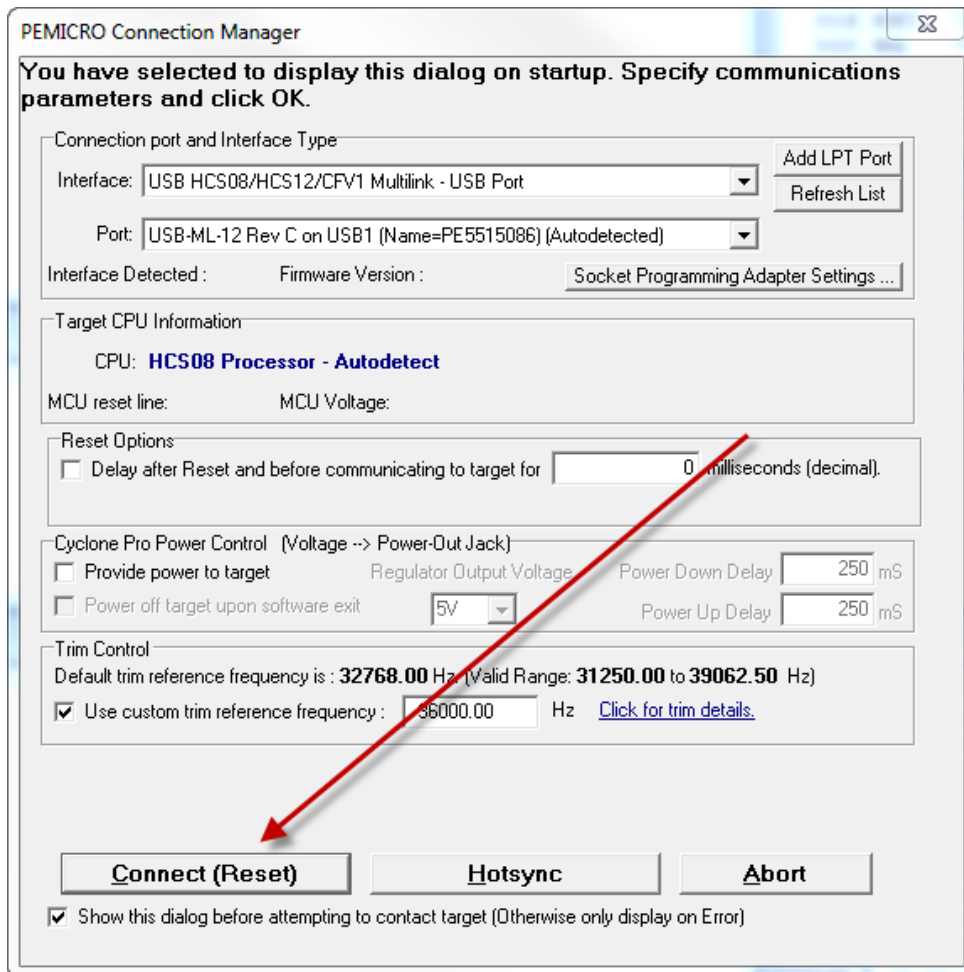 PEMICRO Connection Manager
You have selected to display this dialog on startup. Specify communications
parameters and click OK.
Connection port and Interface Type
Add LPT Port
Interface: USB HCS08/HCS12/CFV1 Multilink - USB Port
Refresh List
Port: USB-ML-12 Rev C on USB1 (Name=PE5515086) (Autodetected)
Interface Detected : Firmware Version : Socket Programming Adapter Settings ...
Target CPU Information
CPU: HCS08 Processor - Autodetect
MCU reset line: MCU Voltage:
Reset Options
Delay after Reset and before communicating to target for 0 milliseconds (decimal).
Cyclone Pro Power Control (Voltage --> Power-Out Jack)
Provide power to target Regulator Output Voltage Power Down Delay 250 mS
Power off target upon software exit 5V Power Up Delay 250 mS
Trim Control
Default trim reference frequency is : 32768.00 Hz. (Valid Range: 31250.00 to 39062.50 Hz)
Use custom trim reference frequency : 36000.00 Hz Click for trim details.
Connect (Reset) Hotsync Abort
Show this dialog before attempting to contact target (Otherwise only display on Error)